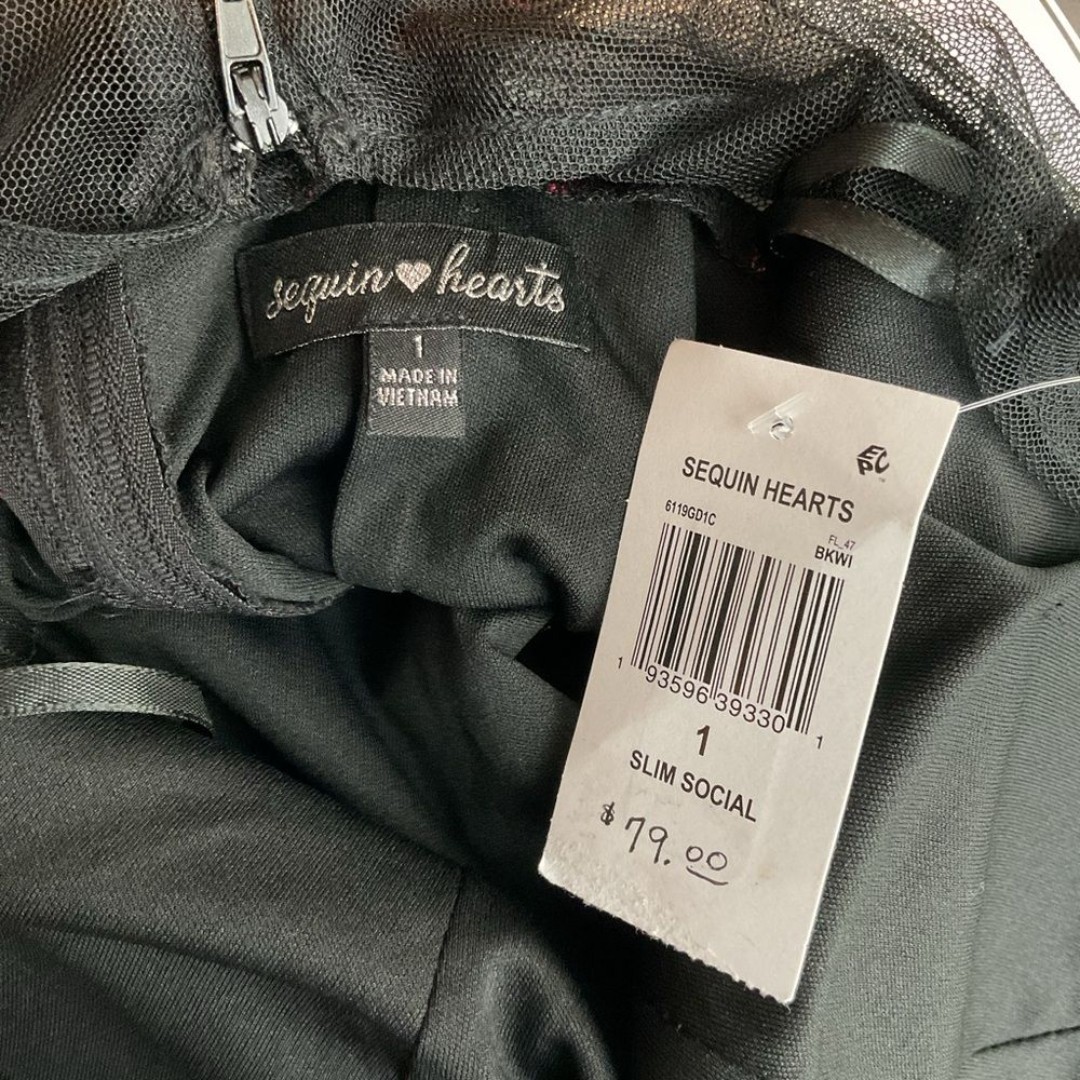 sequin hearts
1
MADE IN
VIETNAM
EPC
SEQUIN HEARTS
6119GD1C
FL_47
BKWI
1 93596 39330 1
1
SLIM SOCIAL
$79.00